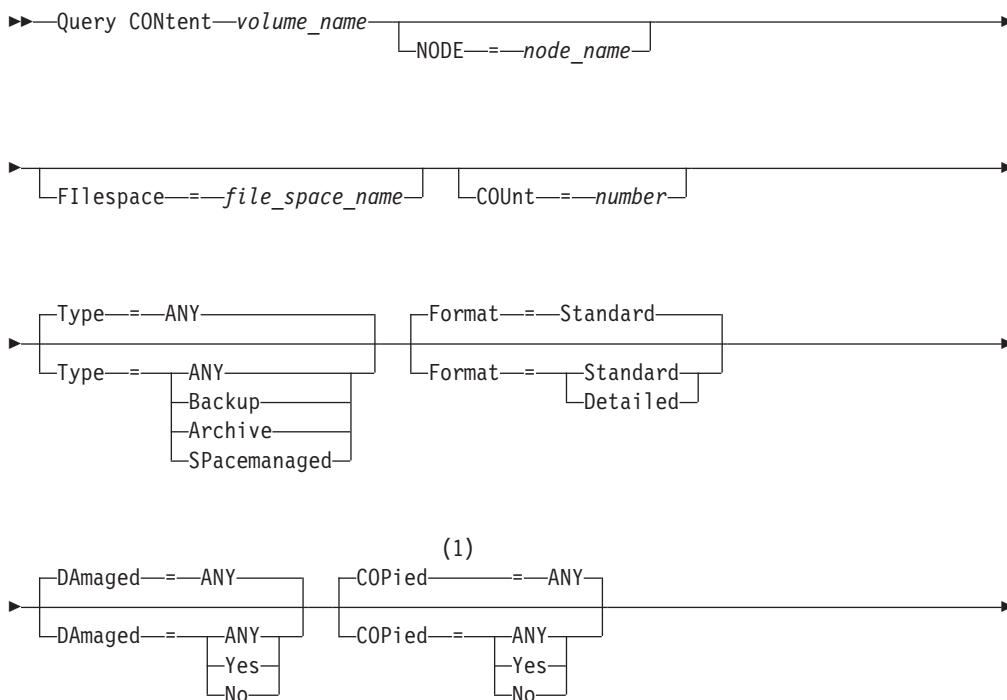 Query CONtent volume_name
NODE = node_name
FIlespace = file_space_name COUnt = number
Type = ANY Format = Standard
Type = ANY Format = Standard
Backup Detailed
Archive
SPacemanaged
(1)
DAmaged = ANY COPied = ANY
DAmaged = ANY COPied = ANY
Yes Yes
No No